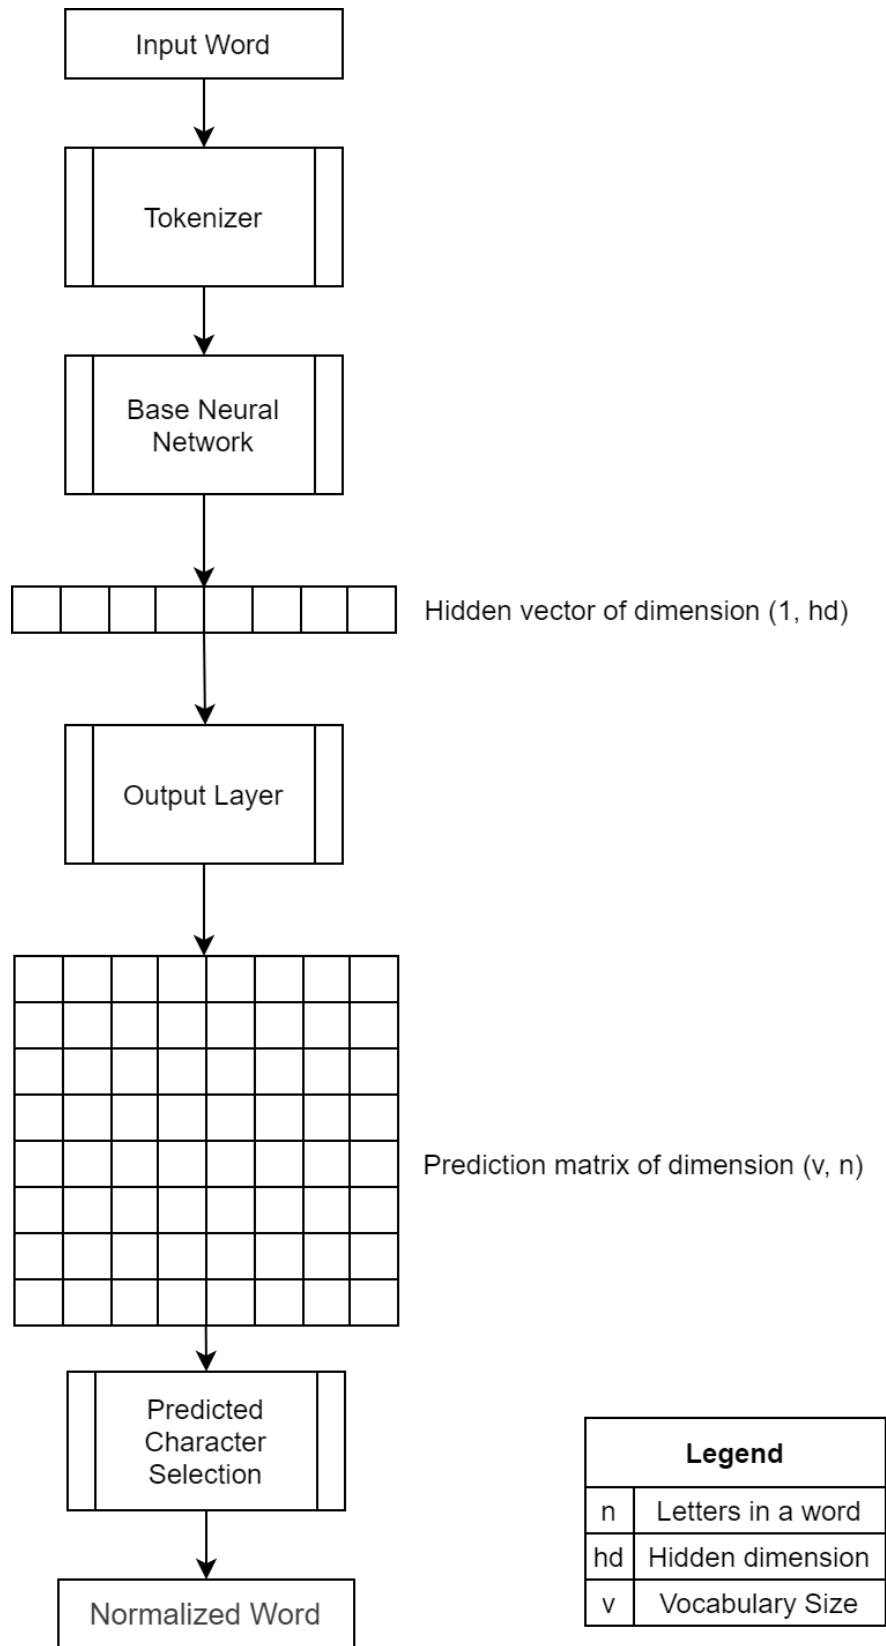 Input Word
Tokenizer
Base Neural
Network
Hidden vector of dimension (1, hd)
Output Layer
Prediction matrix of dimension (v, n)
Predicted
Character
Selection
Normalized Word
Legend
n Letters in a word
hd Hidden dimension
v Vocabulary Size